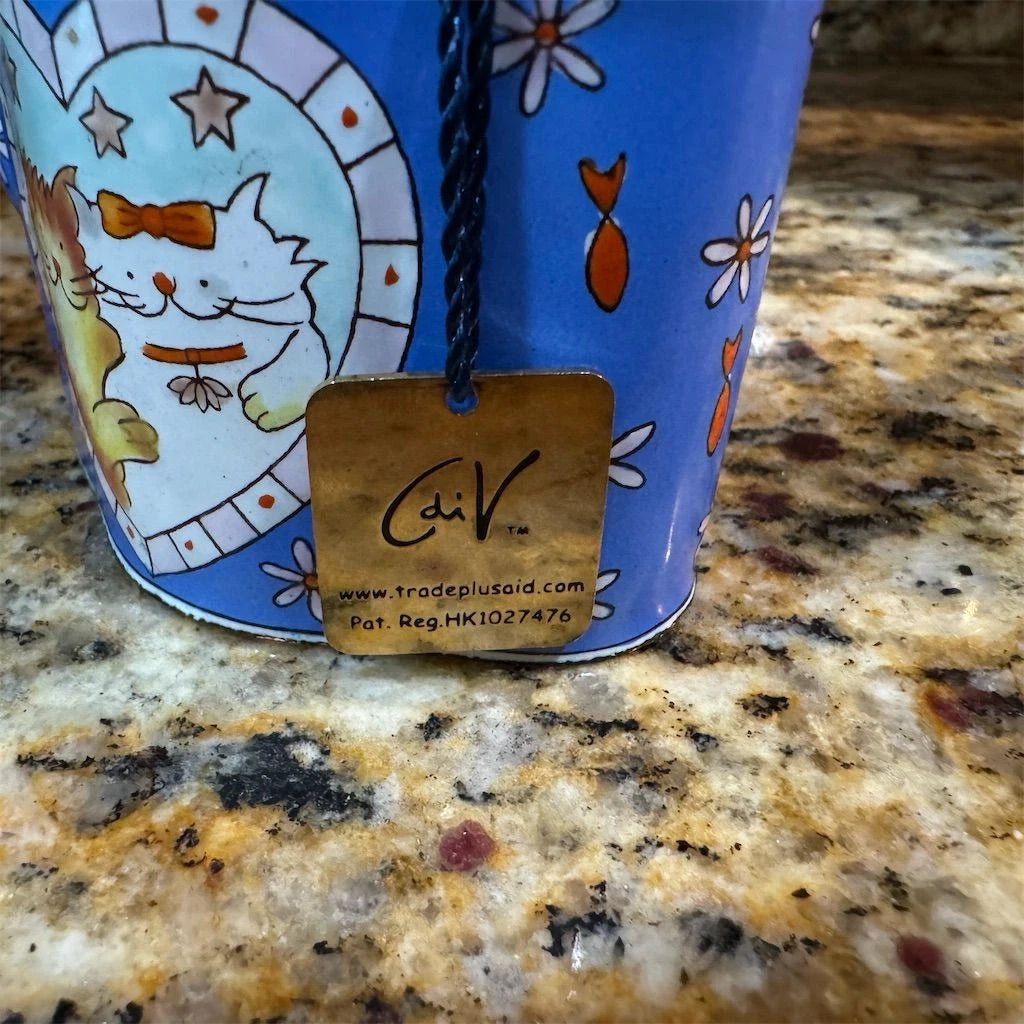 CdiV™
www.tradeplusaid.com
Pat. Reg.HK1027476